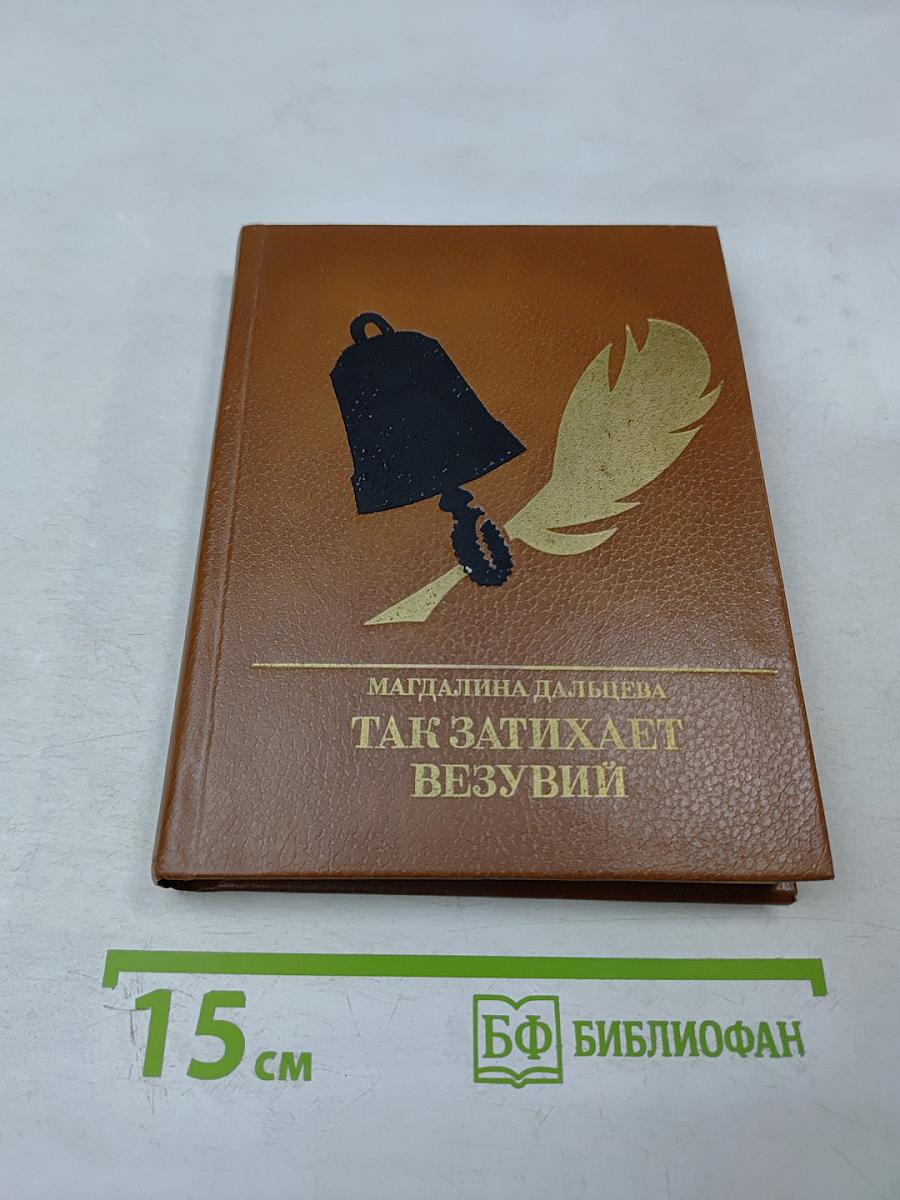 МАГДАЛИНА ДАЛЬЦЕВА
ТАК ЗАТИХАЕТ
ВЕЗУВИЙ
15 см
БФ БИБЛИОФАН